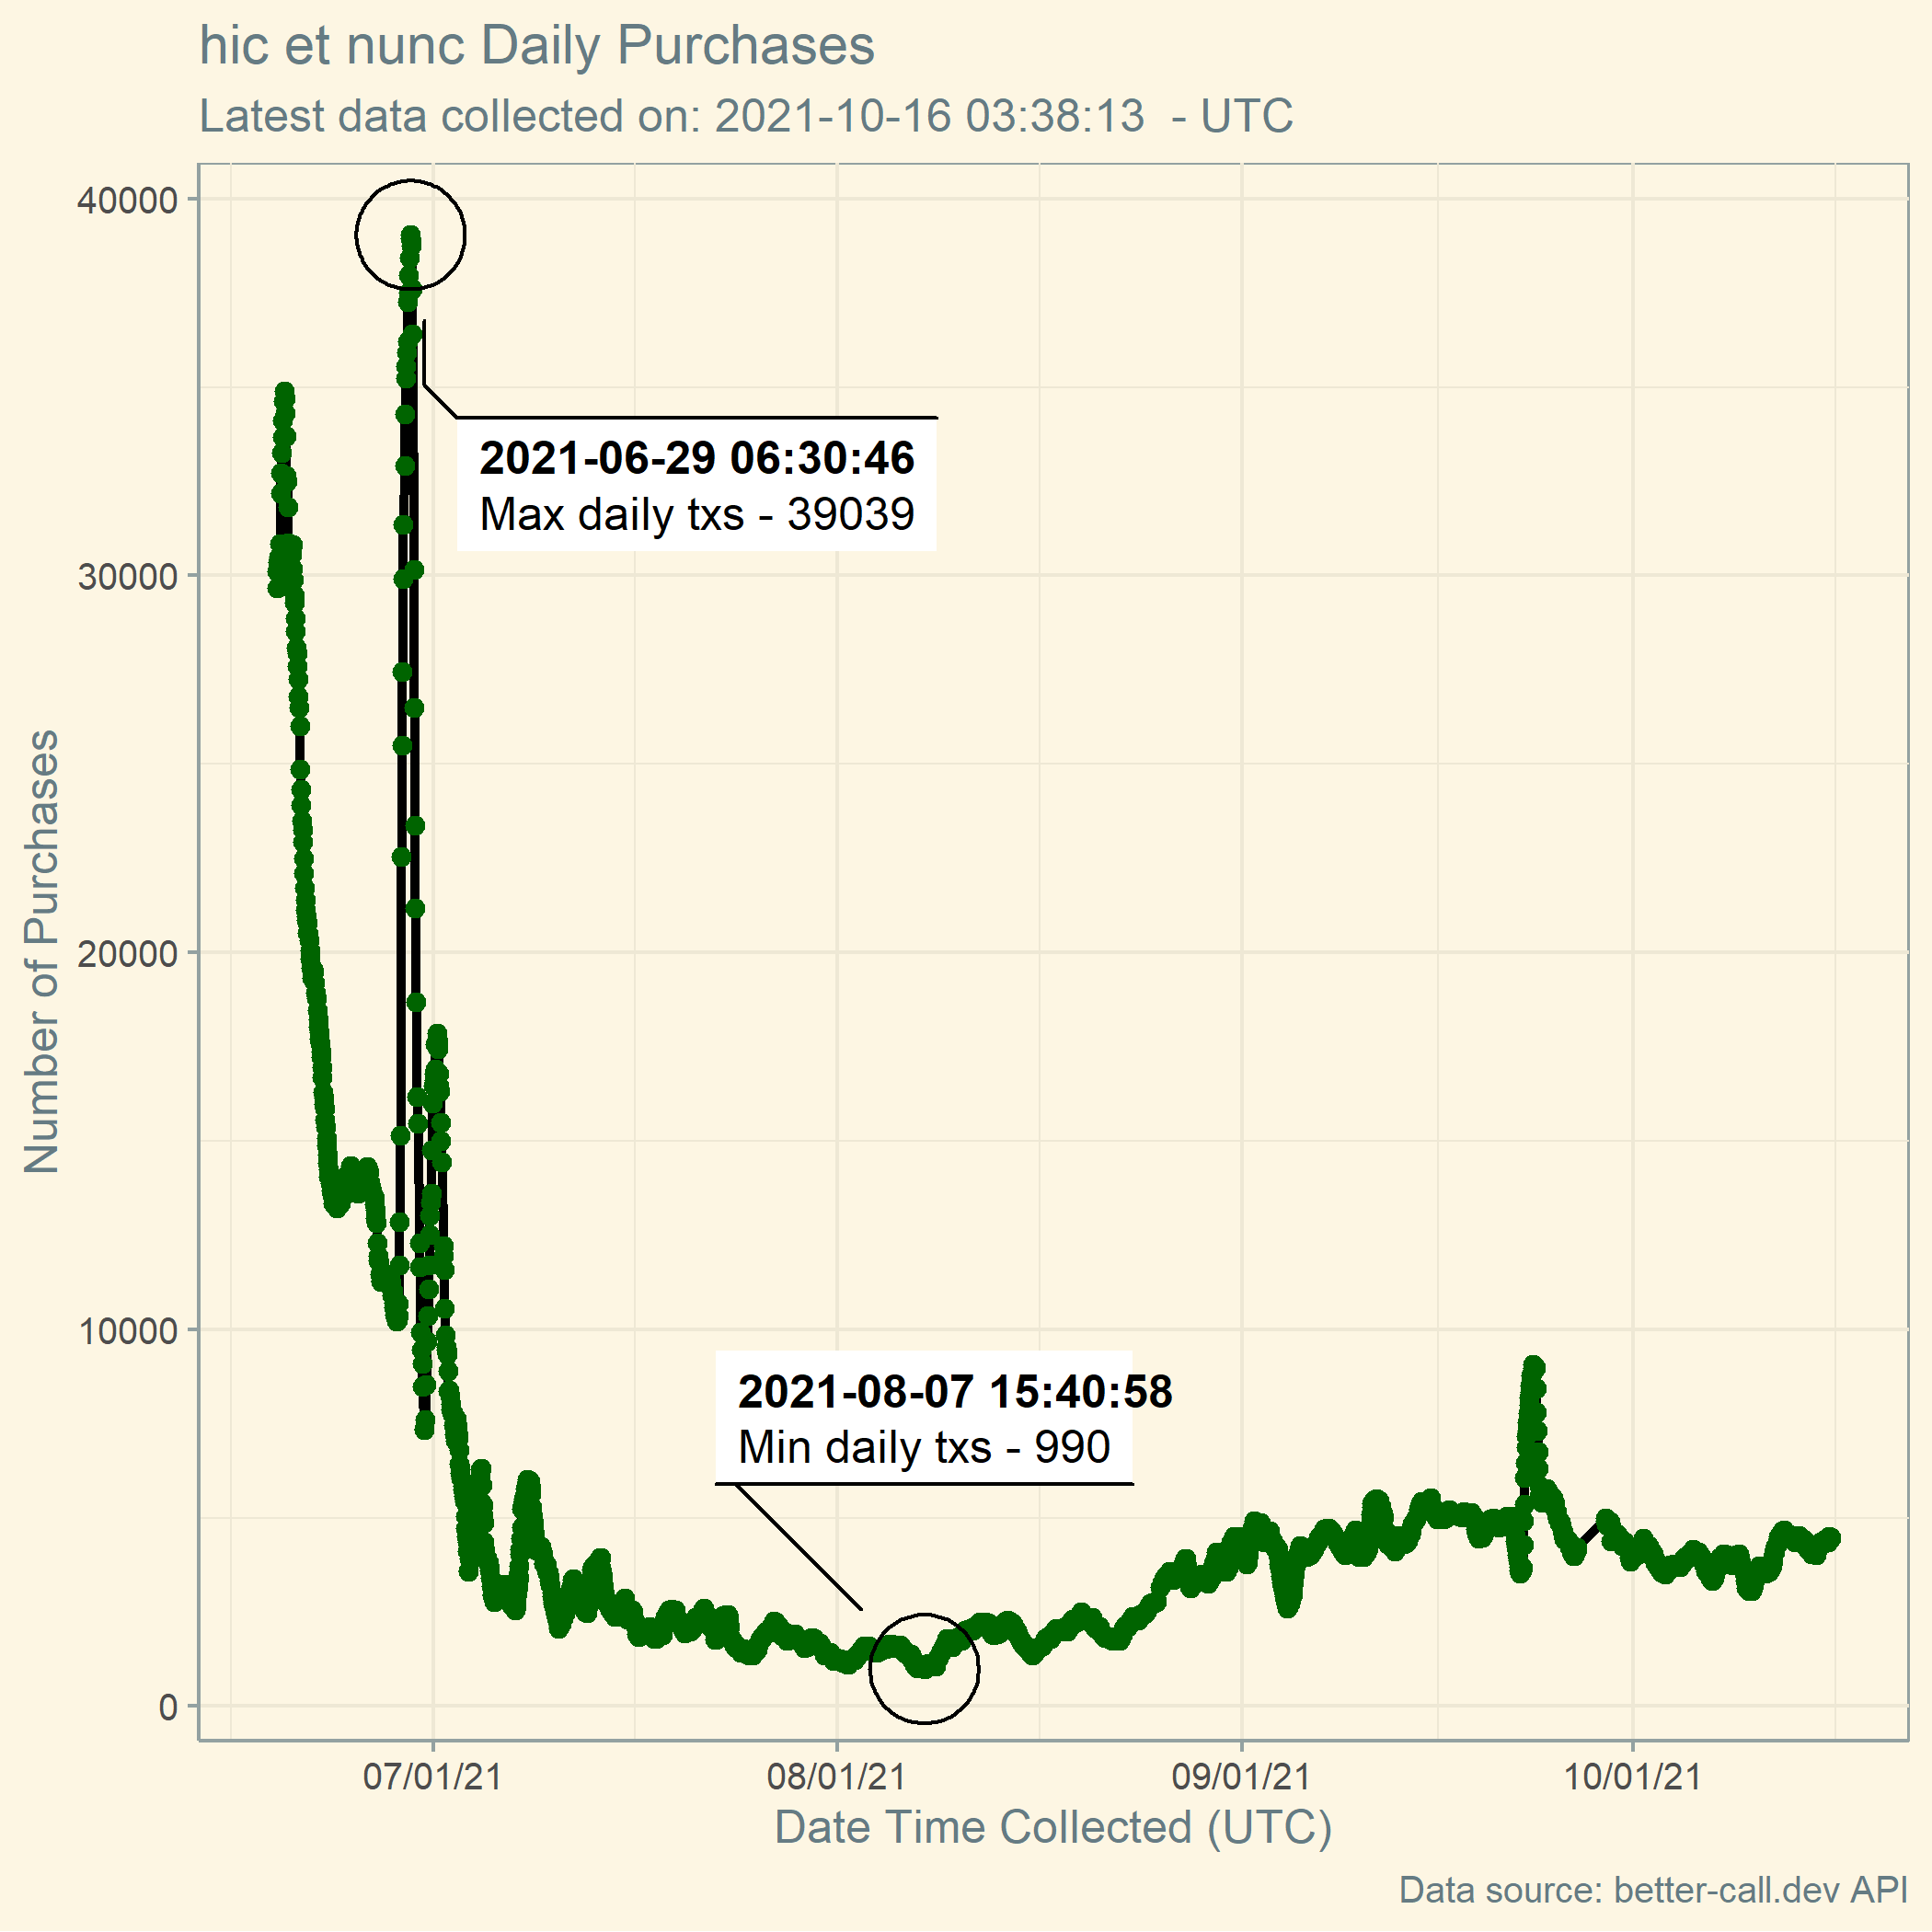 hic et nunc Daily Purchases
Latest data collected on: 2021-10-16 03:38:13  - UTC
Number of Purchases
40000
30000
20000
10000
0
2021-06-29 06:30:46
Max daily txs - 39039
2021-08-07 15:40:58
Min daily txs - 990
07/01/21 08/01/21 09/01/21 10/01/21
Date Time Collected (UTC)
Data source: better-call.dev API